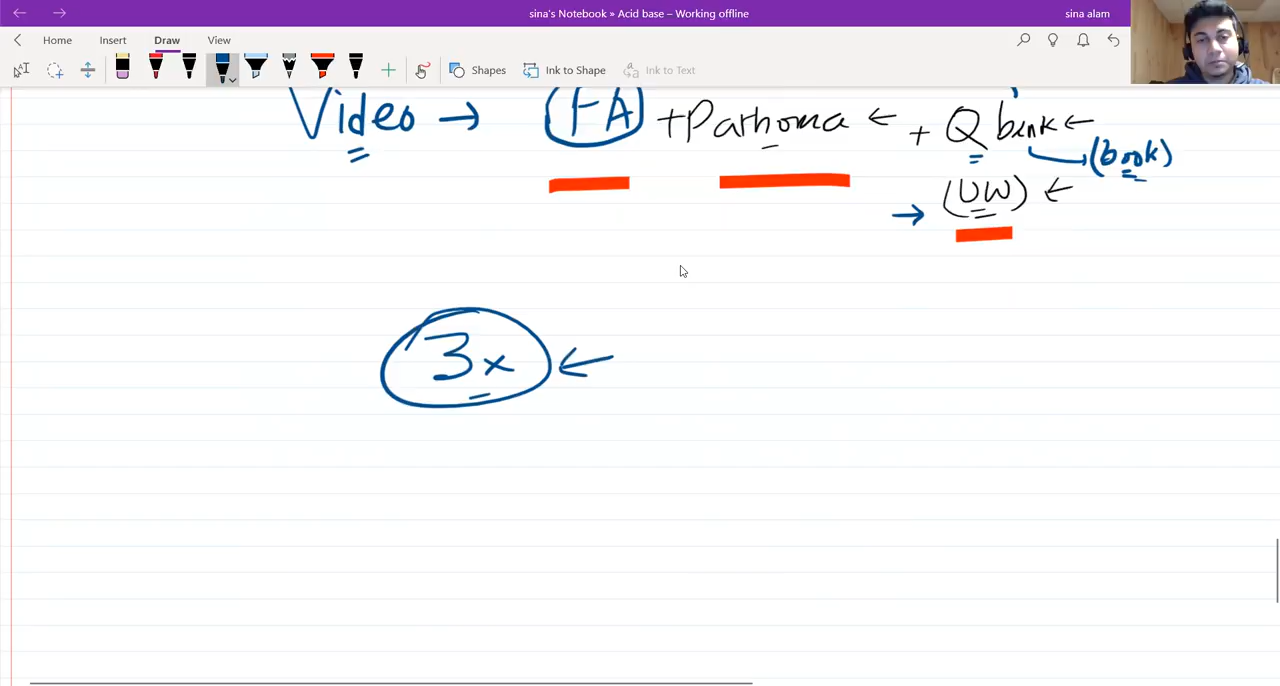 sina's Notebook » Acid base – Working offline
sina alam
Home Insert Draw View
Shapes Ink to Shape Ink to Text
Video → (FA) + Pathoma ← + Q bank ←
(book)
→ (UW) ←
3x ←